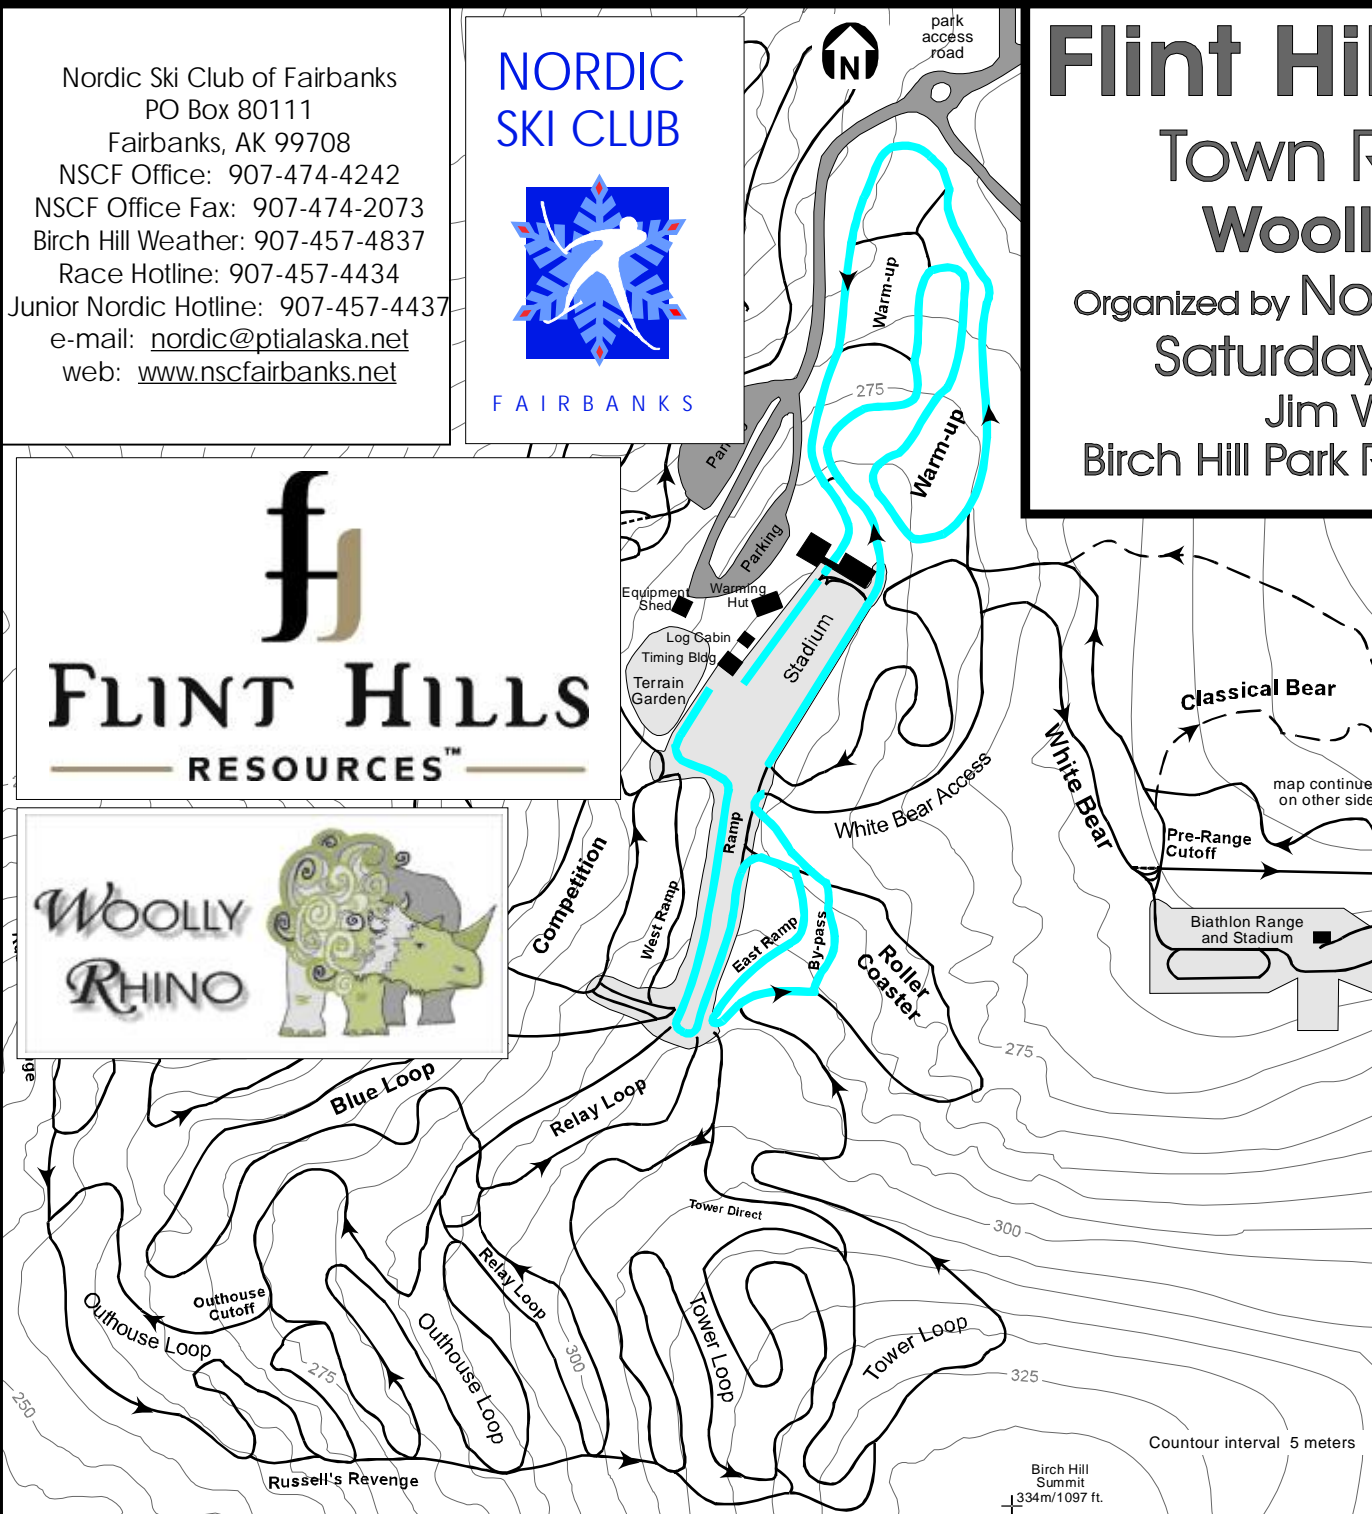 Nordic Ski Club of Fairbanks
PO Box 80111
Fairbanks, AK 99708
NSCF Office: 907-474-4242
NSCF Office Fax: 907-474-2073
Birch Hill Weather: 907-457-4837
Race Hotline: 907-457-4434
Junior Nordic Hotline: 907-457-4437
e-mail: nordic@ptialaska.net
web: www.nscfairbanks.net
NORDIC
SKI CLUB
FAIRBANKS
N
park
access
road
Flint Hil
Town R
Wooll
Organized by No
Saturday
Jim W
Birch Hill Park R
FLINT HILLS
RESOURCES™
WOOLLY
RHINO
Warm-up
275
Warm-up
Parking
Equipment
Shed
Warming
Hut
Log Cabin
Timing Bldg
Terrain
Garden
Stadium
Classical Bear
White Bear
White Bear Access
map continue
on other side
Pre-Range
Cutoff
Biathlon Range
and Stadium
Ramp
Competition
West Ramp
East Ramp
By-pass
Roller
Coaster
275
Blue Loop
Relay Loop
Tower Direct
300
Relay Loop
Outhouse
Cutoff
Outhouse Loop
Outhouse Loop
275
300
Tower Loop
Tower Loop
325
250
Russell's Revenge
Countour interval 5 meters
Birch Hill
Summit
334m/1097 ft.